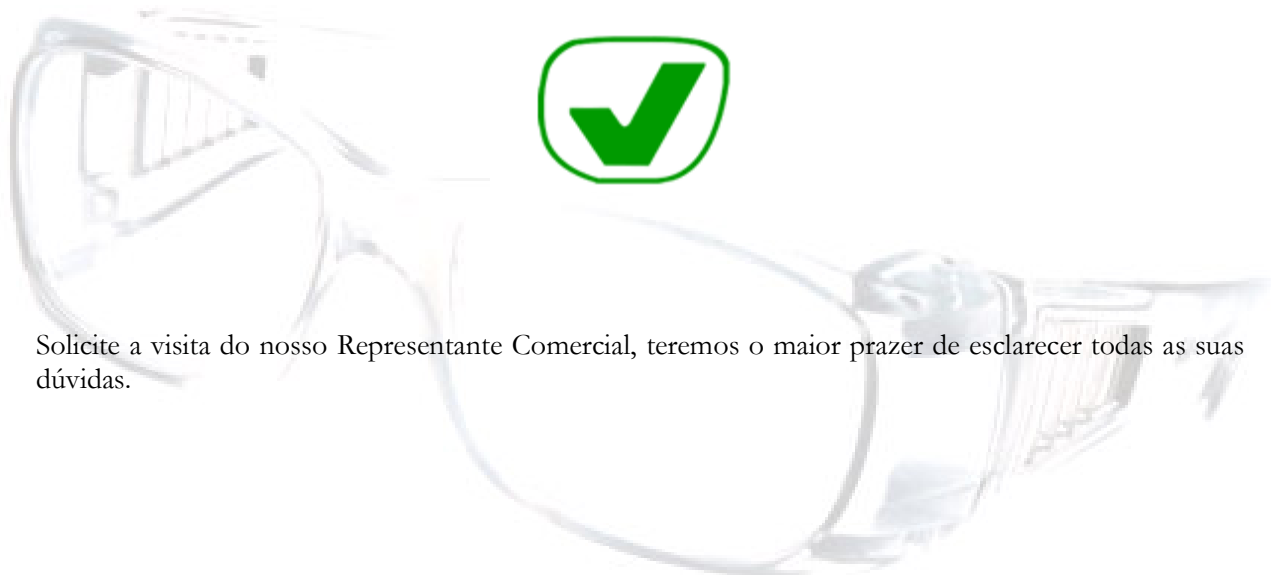 Solicite a visita do nosso Representante Comercial, teremos o maior prazer de esclarecer todas as suas
dúvidas.